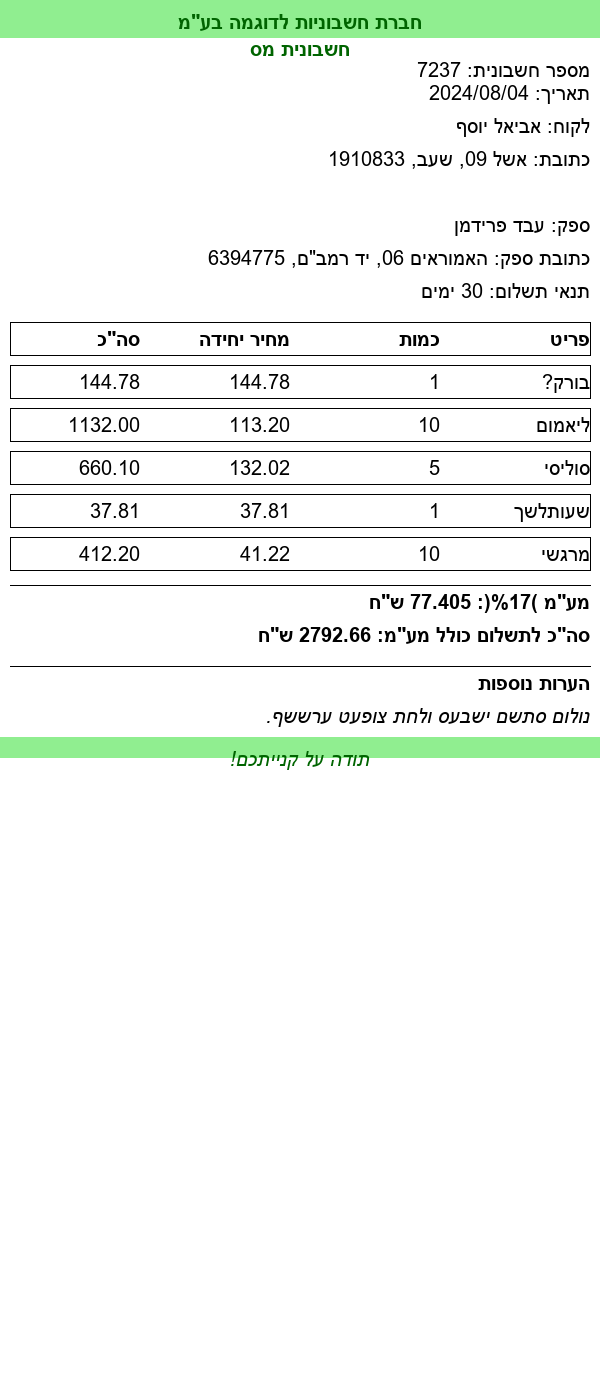 חברת חשבוניות לדוגמה בע"מ
חשבונית מס
מספר חשבונית: 7237
תאריך: 2024/08/04
לקוח: אביאל יוסף
כתובת: אשל 09, שעב, 1910833
ספק: עבד פרידמן
כתובת ספק: האמוראים 06, יד רמב"ם, 6394775
תנאי תשלום: 30 ימים
פריט כמות מחיר יחידה סה"כ
בורק? 1 144.78 144.78
ליאמום 10 113.20 1132.00
סוליסי 5 132.02 660.10
שעותלשך 1 37.81 37.81
מרגשי 10 41.22 412.20
מע"מ )17%(: 77.405 ש"ח
סה"כ לתשלום כולל מע"מ: 2792.66 ש"ח
הערות נוספות
נולום סתשם ישבעס ולחת צופעט ערששף.
תודה על קנייתכם!